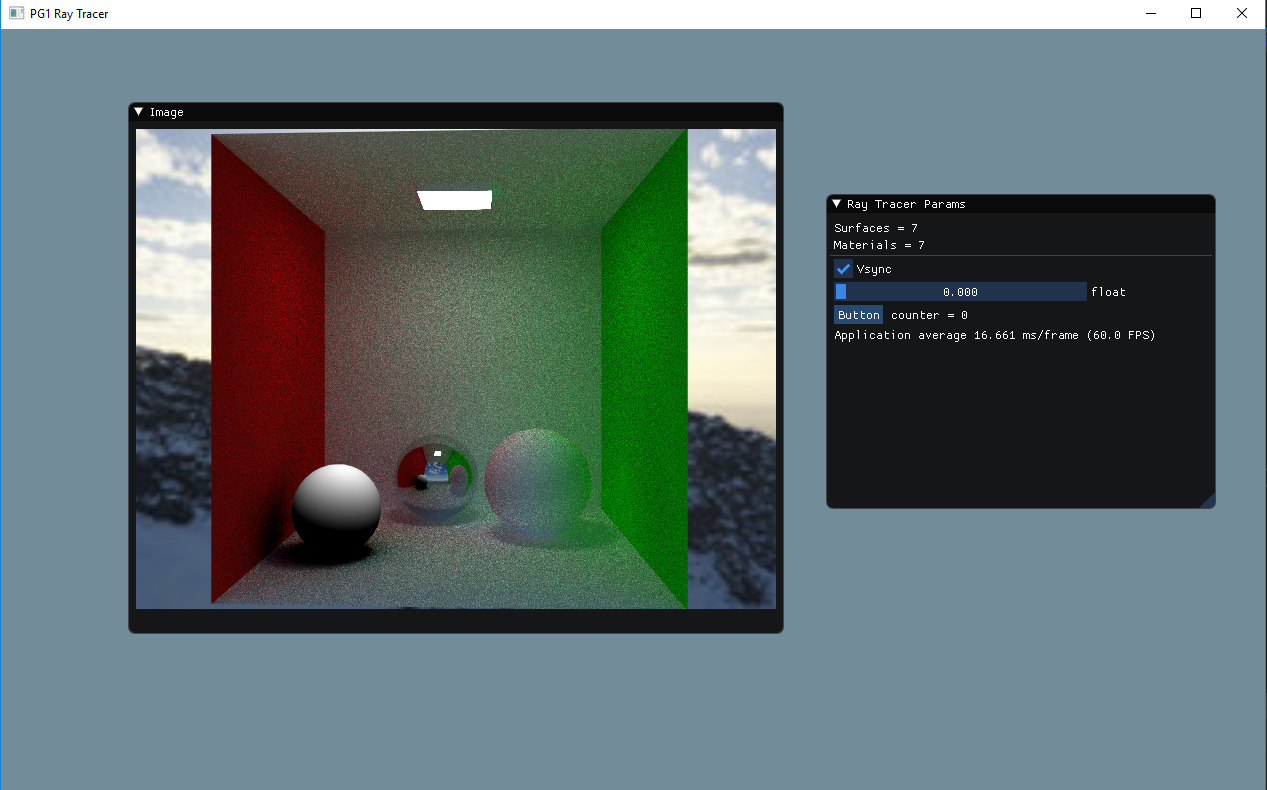 PG1 Ray Tracer
Image
Ray Tracer Params
Surfaces = 7
Materials = 7
Vsync
0.000 float
Button counter = 0
Application average 16.661 ms/frame (60.0 FPS)